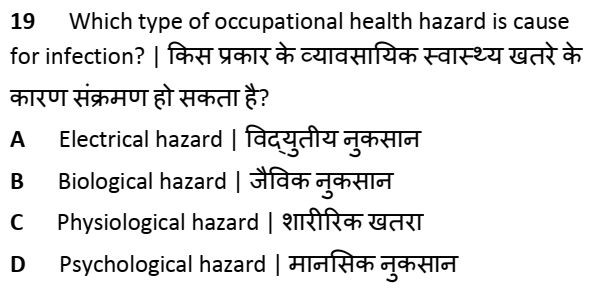 19 Which type of occupational health hazard is cause
for infection? | किस प्रकार के व्यावसायिक स्वास्थ्य खतरे के
कारण संक्रमण हो सकता है?
A Electrical hazard | विद्युतीय नुकसान
B Biological hazard | जैविक नुकसान
C Physiological hazard | शारीरिक खतरा
D Psychological hazard | मानसिक नुकसान